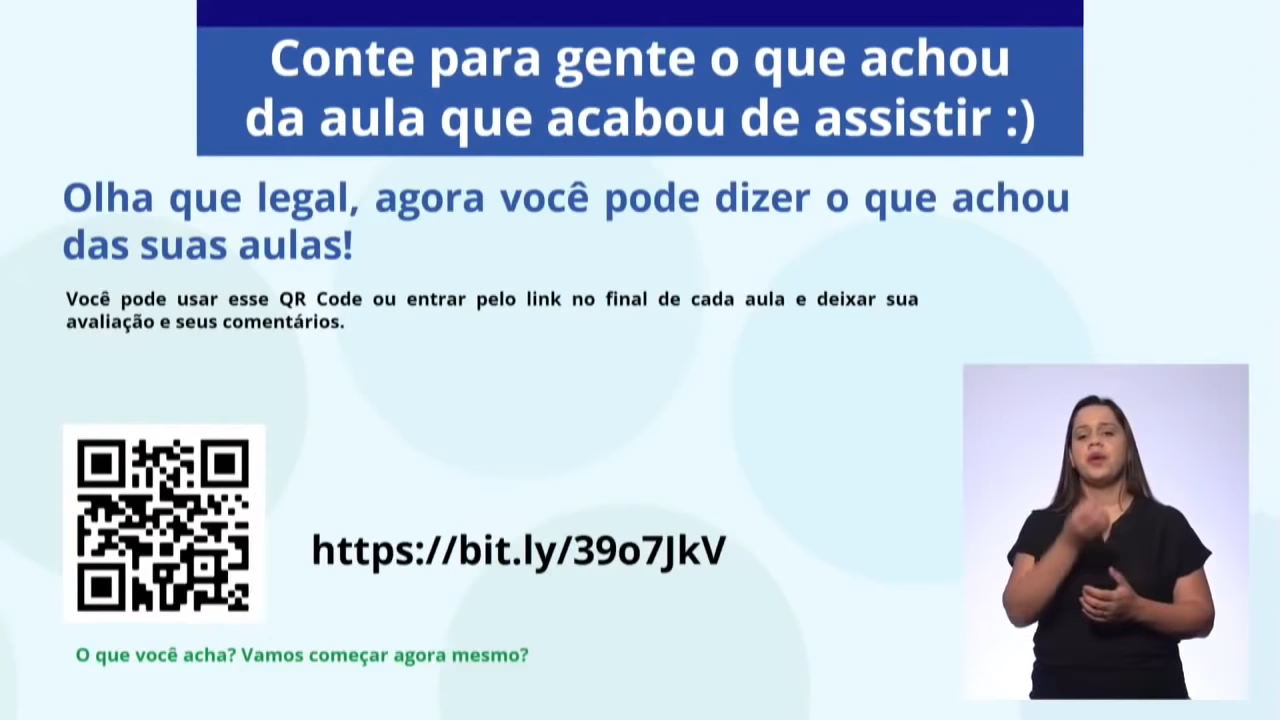 Conte para gente o que achou
da aula que acabou de assistir :)
Olha que legal, agora você pode dizer o que achou
das suas aulas!
Você pode usar esse QR Code ou entrar pelo link no final de cada aula e deixar sua
avaliação e seus comentários.
https://bit.ly/39o7JkV
O que você acha? Vamos começar agora mesmo?